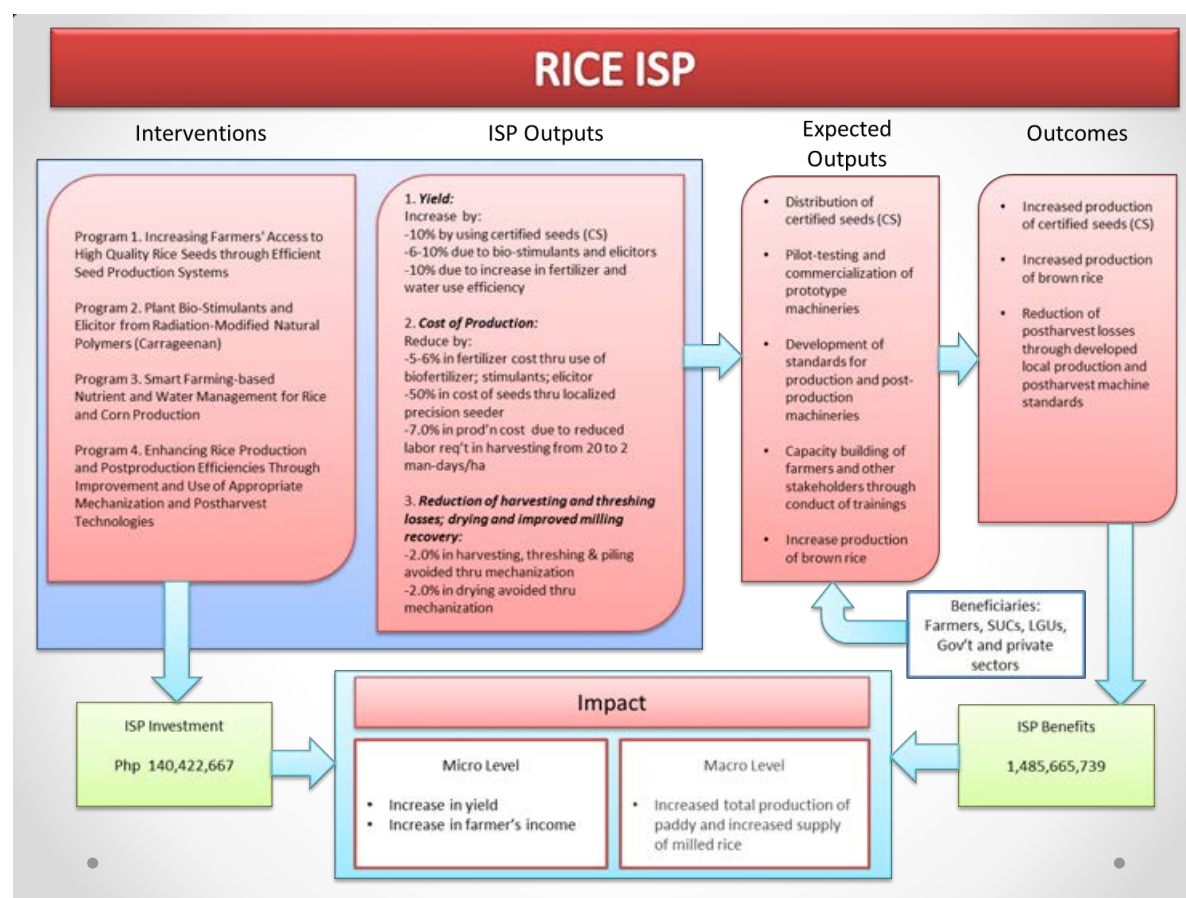 RICE ISP
Interventions
Program 1. Increasing Farmers' Access to
High Quality Rice Seeds through Efficient
Seed Production Systems
Program 2. Plant Bio-Stimulants and
Elicitor from Radiation-Modified Natural
Polymers (Carrageenan)
Program 3. Smart Farming-based
Nutrient and Water Management for Rice
and Corn Production
Program 4. Enhancing Rice Production
and Postproduction Efficiencies Through
Improvement and Use of Appropriate
Mechanization and Postharvest
Technologies
ISP Outputs
1. Yield:
Increase by:
-10% by using certified seeds (CS)
-6-10% due to bio-stimulants and elicitors
-10% due to increase in fertilizer and
water use efficiency
2. Cost of Production:
Reduce by:
-5-6% in fertilizer cost thru use of
biofertilizer; stimulants; elicitor
-50% in cost of seeds thru localized
precision seeder
-7.0% in prod'n cost due to reduced
labor req't in harvesting from 20 to 2
man-days/ha
3. Reduction of harvesting and threshing
losses; drying and improved milling
recovery:
-2.0% in harvesting, threshing & piling
avoided thru mechanization
-2.0% in drying avoided thru
mechanization
Expected
Outputs
• Distribution of
certified seeds (CS)
• Pilot-testing and
commercialization of
prototype
machineries
• Development of
standards for
production and post-
production
machineries
• Capacity building of
farmers and other
stakeholders through
conduct of trainings
• Increase production
of brown rice
Outcomes
• Increased production
of certified seeds (CS)
• Increased production
of brown rice
• Reduction of
postharvest losses
through developed
local production and
postharvest machine
standards
Beneficiaries:
Farmers, SUCs, LGUs,
Gov't and private
sectors
ISP Investment
Php 140,422,667
Impact
Micro Level
• Increase in yield
• Increase in farmer's income
Macro Level
• Increased total production of
paddy and increased supply
of milled rice
ISP Benefits
1,485,665,739